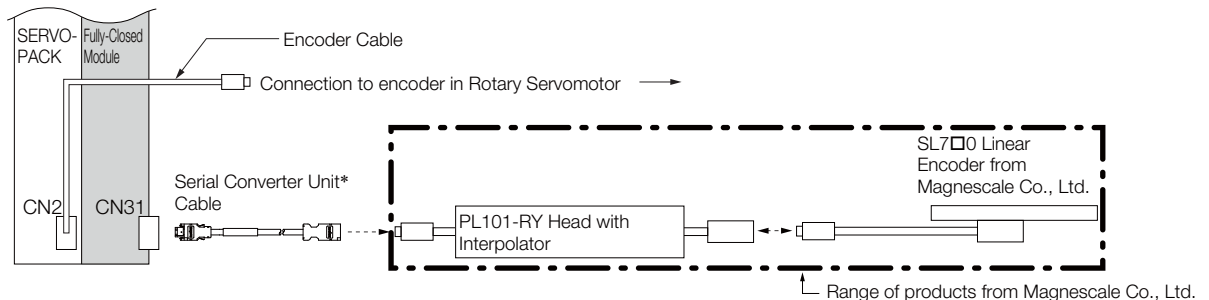 SERVO-
PACK
Fully-Closed
Module
Encoder Cable
Connection to encoder in Rotary Servomotor
SL7□0 Linear
Encoder from
Magnescale Co., Ltd.
Serial Converter Unit*
Cable
CN2
CN31
PL101-RY Head with
Interpolator
Range of products from Magnescale Co., Ltd.